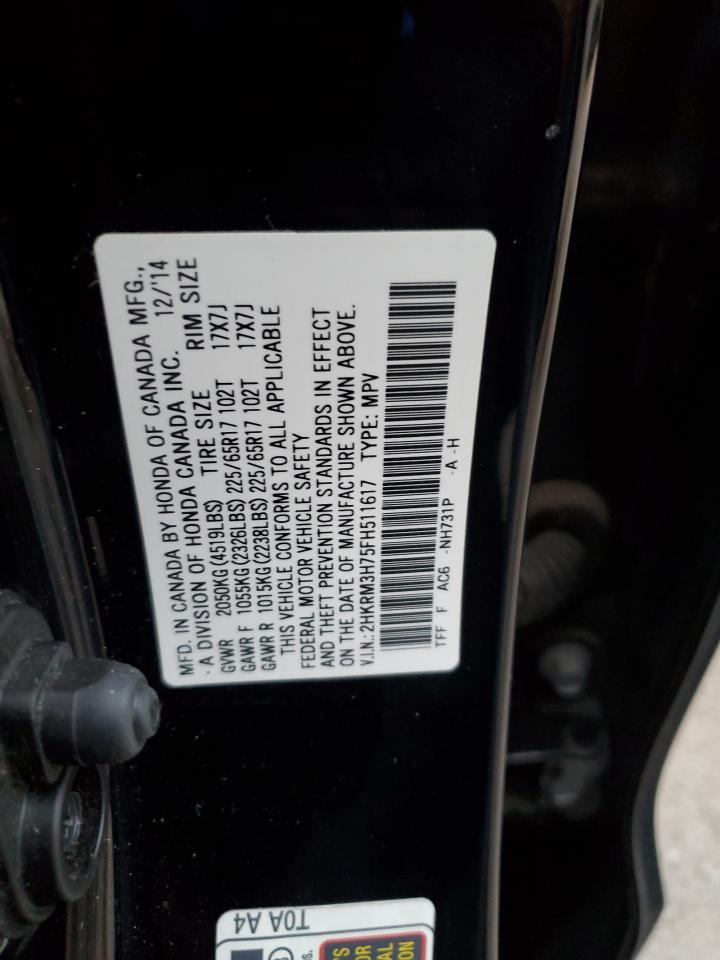 MFD. IN CANADA BY HONDA OF CANADA MFG.,
·A DIVISION OF HONDA CANADA INC. 12/'14
GVWR 2050KG(4519LBS) TIRE SIZE RIM SIZE
GAWR F 1055KG(2326LBS) 225/65R17 102T 17X7J
GAWR R 1015KG(2238LBS) 225/65R17 102T 17X7J
THIS VEHICLE CONFORMS TO ALL APPLICABLE
FEDERAL MOTOR VEHICLE SAFETY
AND THEFT PREVENTION STANDARDS IN EFFECT
ON THE DATE OF MANUFACTURE SHOWN ABOVE.
V.I.N.:2HKRM3H75FH511617 TYPE: MPV
TFF F AC6 -NH731P -A -H
T0A A4